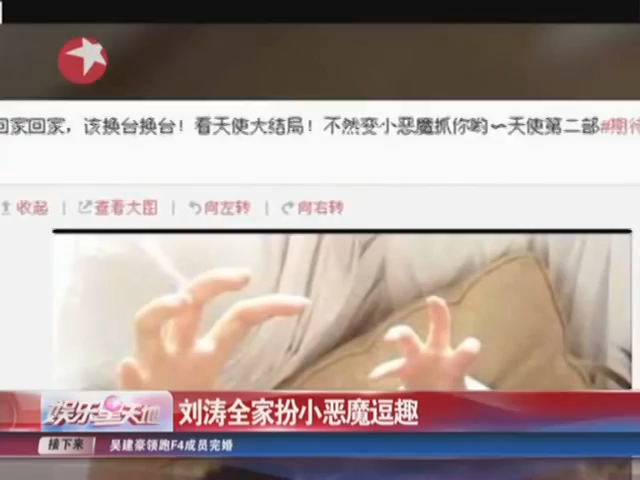 回家回家，该换台换台！看天使大结局！不然变小恶魔抓你哟~天使第二部#期待
收起 | 查看大图 | 向左转 | 向右转
娱乐星天地
刘涛全家扮小恶魔逗趣
接下来 吴建豪领跑F4成员完婚